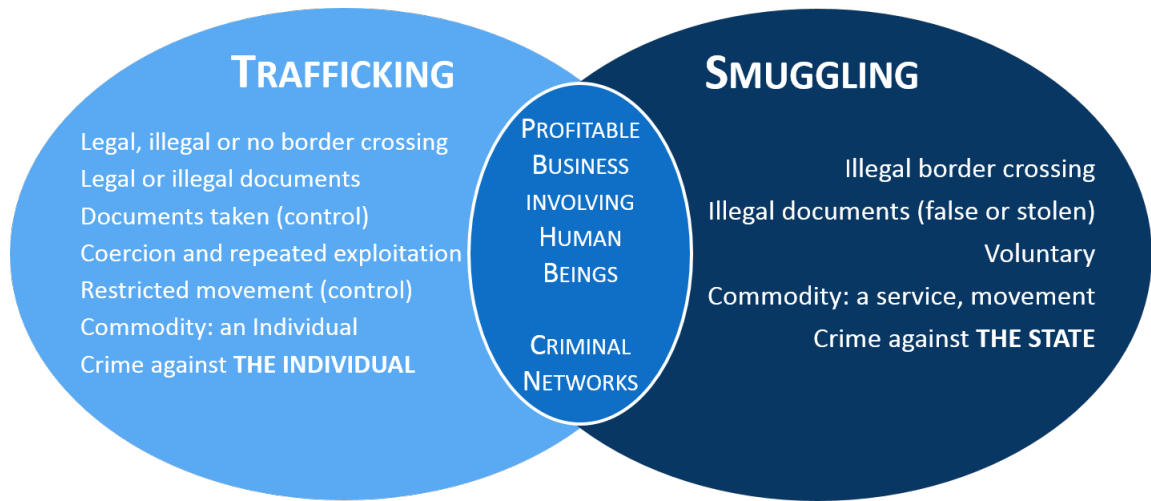 TRAFFICKING
Legal, illegal or no border crossing
Legal or illegal documents
Documents taken (control)
Coercion and repeated exploitation
Restricted movement (control)
Commodity: an Individual
Crime against THE INDIVIDUAL
PROFITABLE
BUSINESS
INVOLVING
HUMAN
BEINGS
CRIMINAL
NETWORKS
SMUGGLING
Illegal border crossing
Illegal documents (false or stolen)
Voluntary
Commodity: a service, movement
Crime against THE STATE